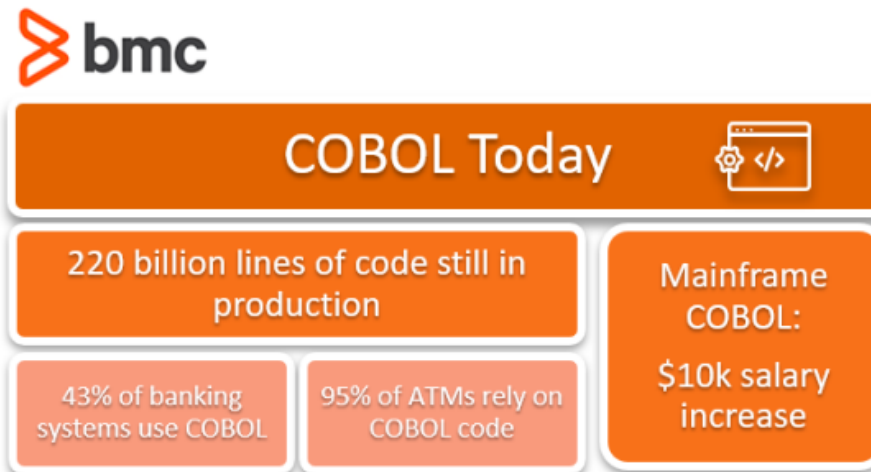 bmc
COBOL Today
</>
220 billion lines of code still in
production
43% of banking
systems use COBOL
95% of ATMs rely on
COBOL code
Mainframe
COBOL:
$10k salary
increase